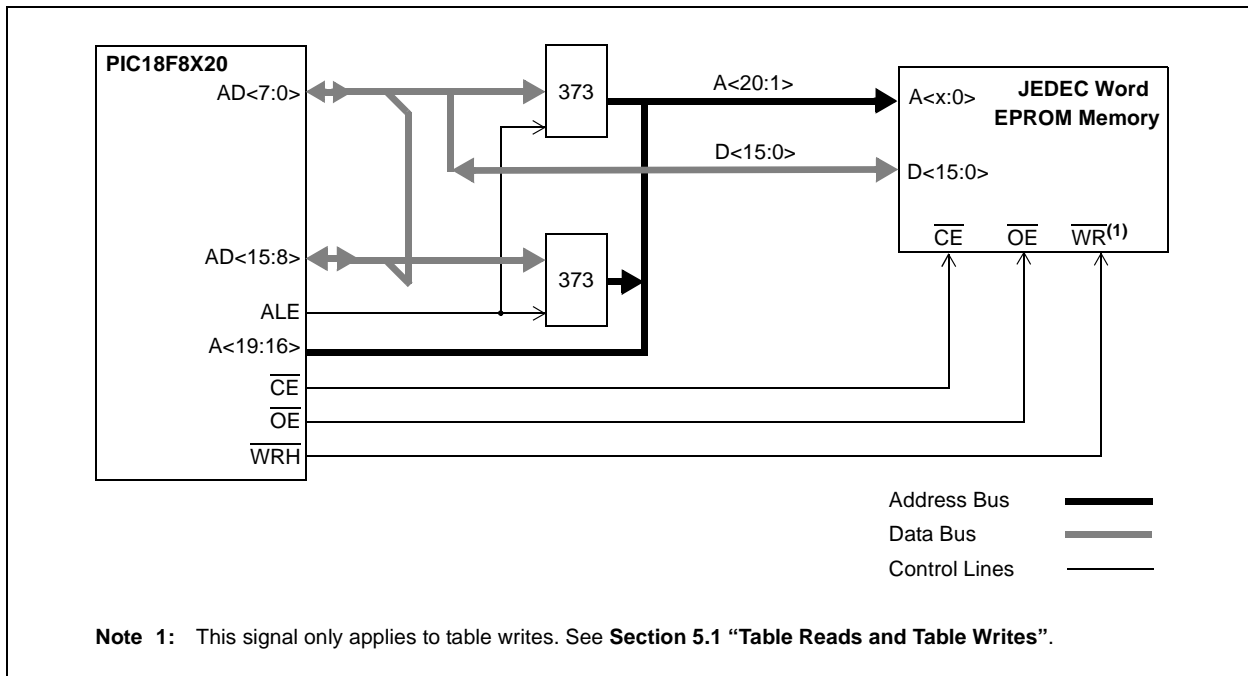 PIC18F8X20
AD<7:0>
373
A<20:1>
A<x:0>
JEDEC Word
EPROM Memory
D<15:0>
D<15:0>
CE
OE
WR(1)
AD<15:8>
373
ALE
A<19:16>
CE
OE
WRH
Address Bus
Data Bus
Control Lines
Note 1: This signal only applies to table writes. See Section 5.1 “Table Reads and Table Writes”.